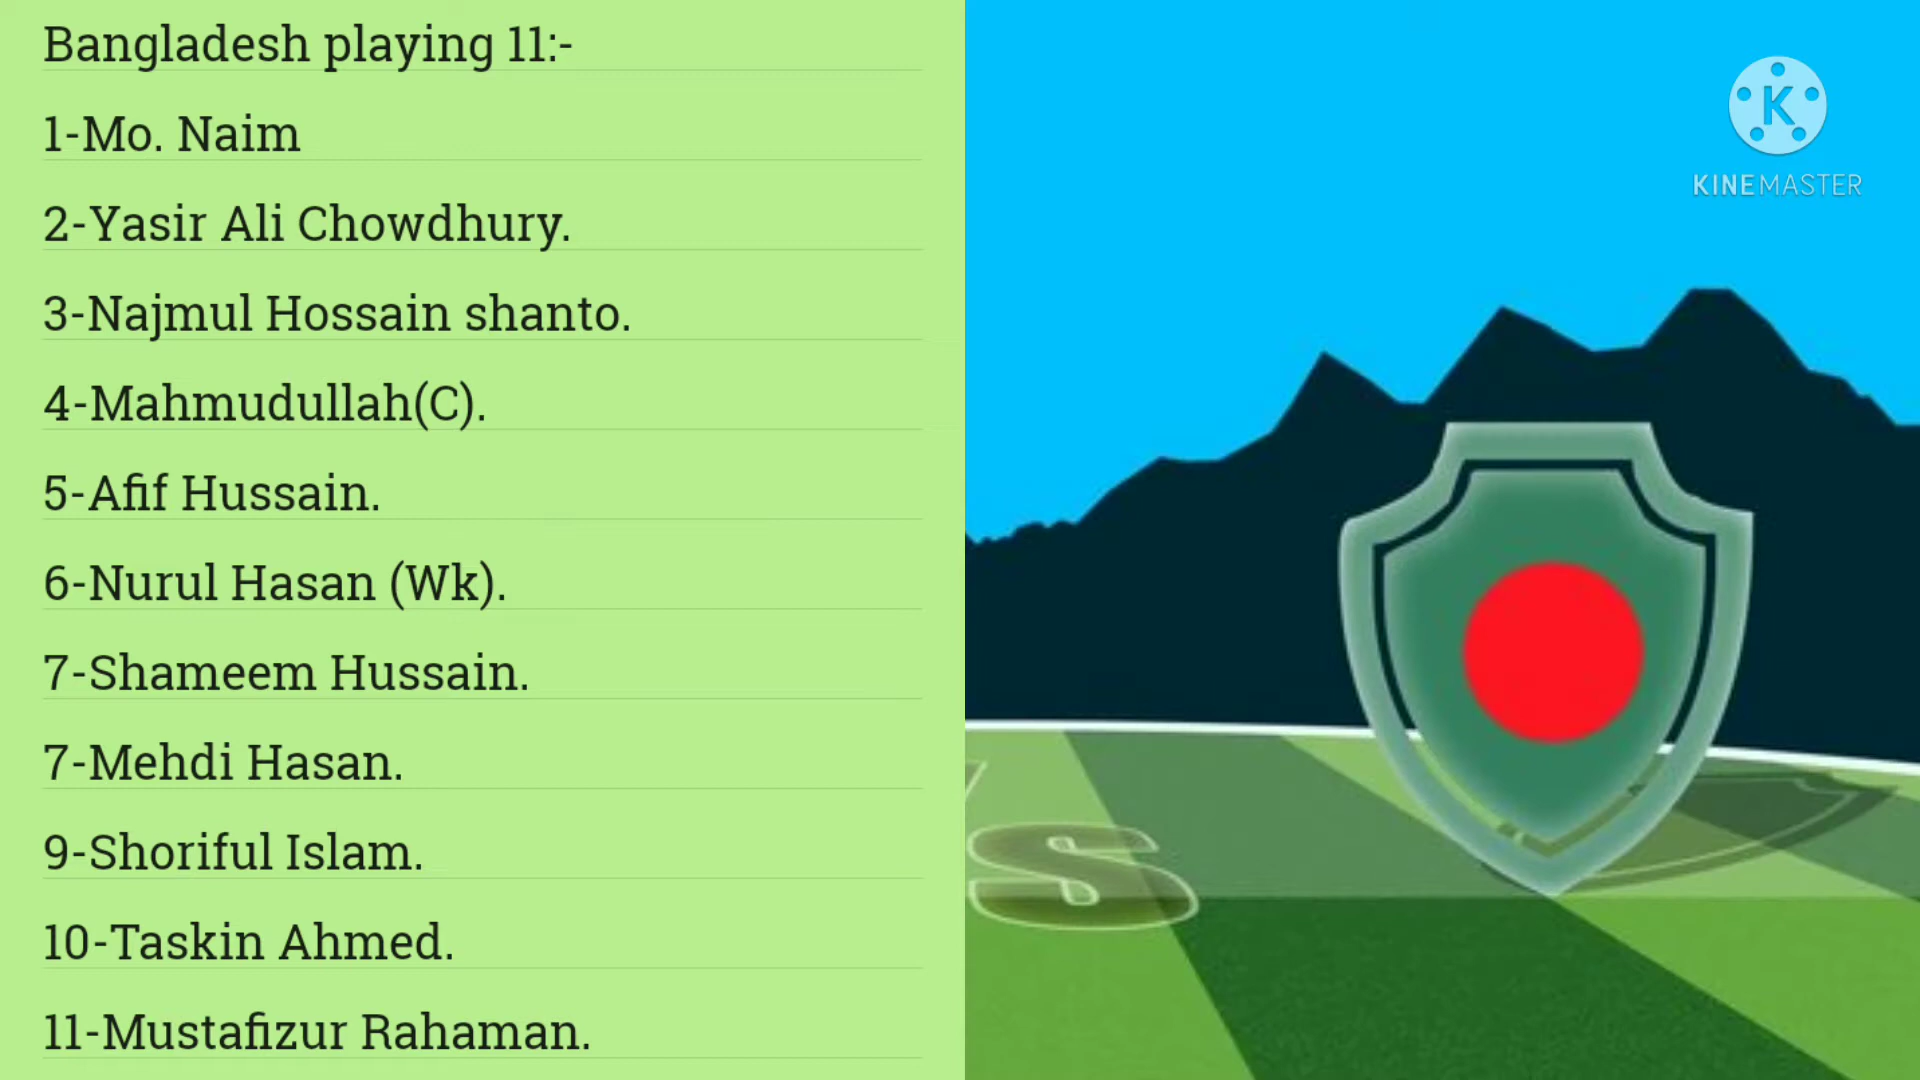 Bangladesh playing 11:-
1-Mo. Naim
2-Yasir Ali Chowdhury.
3-Najmul Hossain shanto.
4-Mahmudullah(C).
5-Afif Hussain.
6-Nurul Hasan (Wk).
7-Shameem Hussain.
7-Mehdi Hasan.
9-Shoriful Islam.
10-Taskin Ahmed.
11-Mustafizur Rahaman.
K
KINEMASTER
S